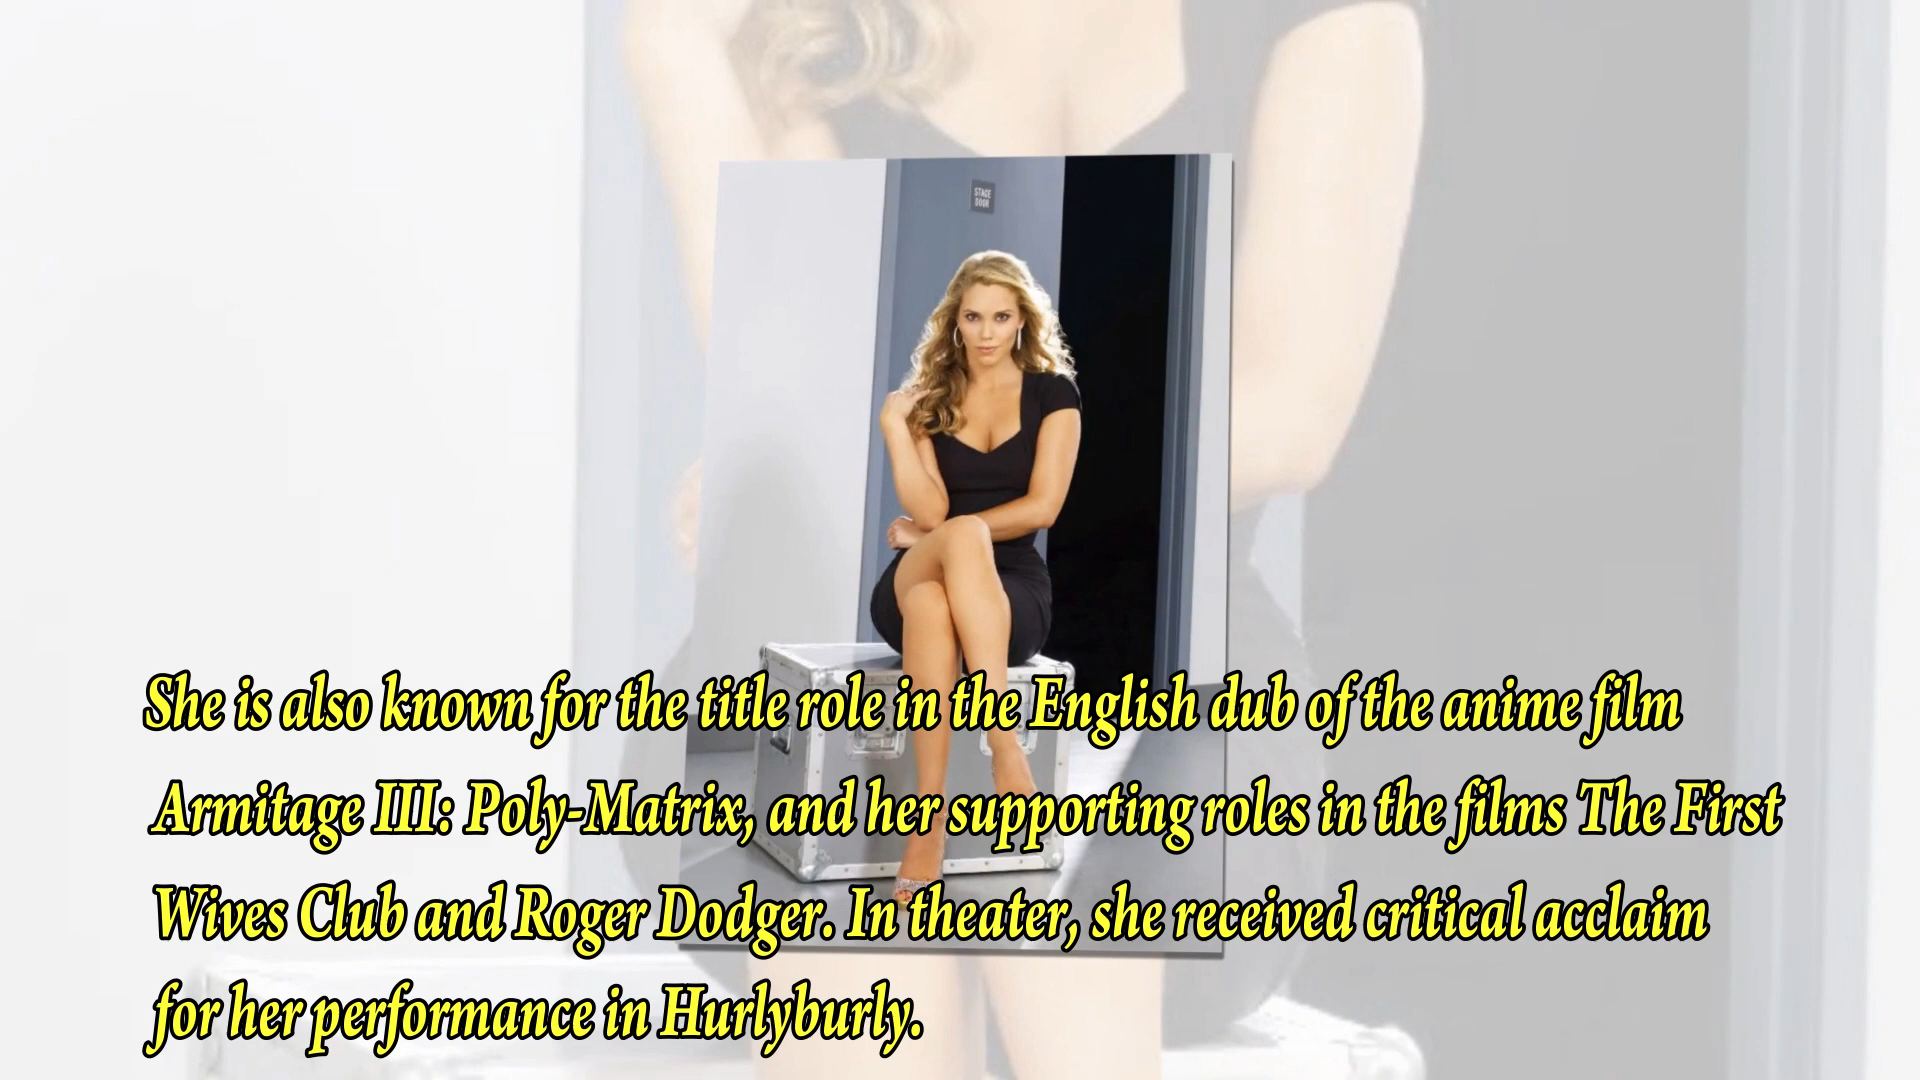 STAGE
DOOR
She is also known for the title role in the English dub of the anime film
Armitage III: Poly-Matrix, and her supporting roles in the films The First
Wives Club and Roger Dodger. In theater, she received critical acclaim
for her performance in Hurlyburly.